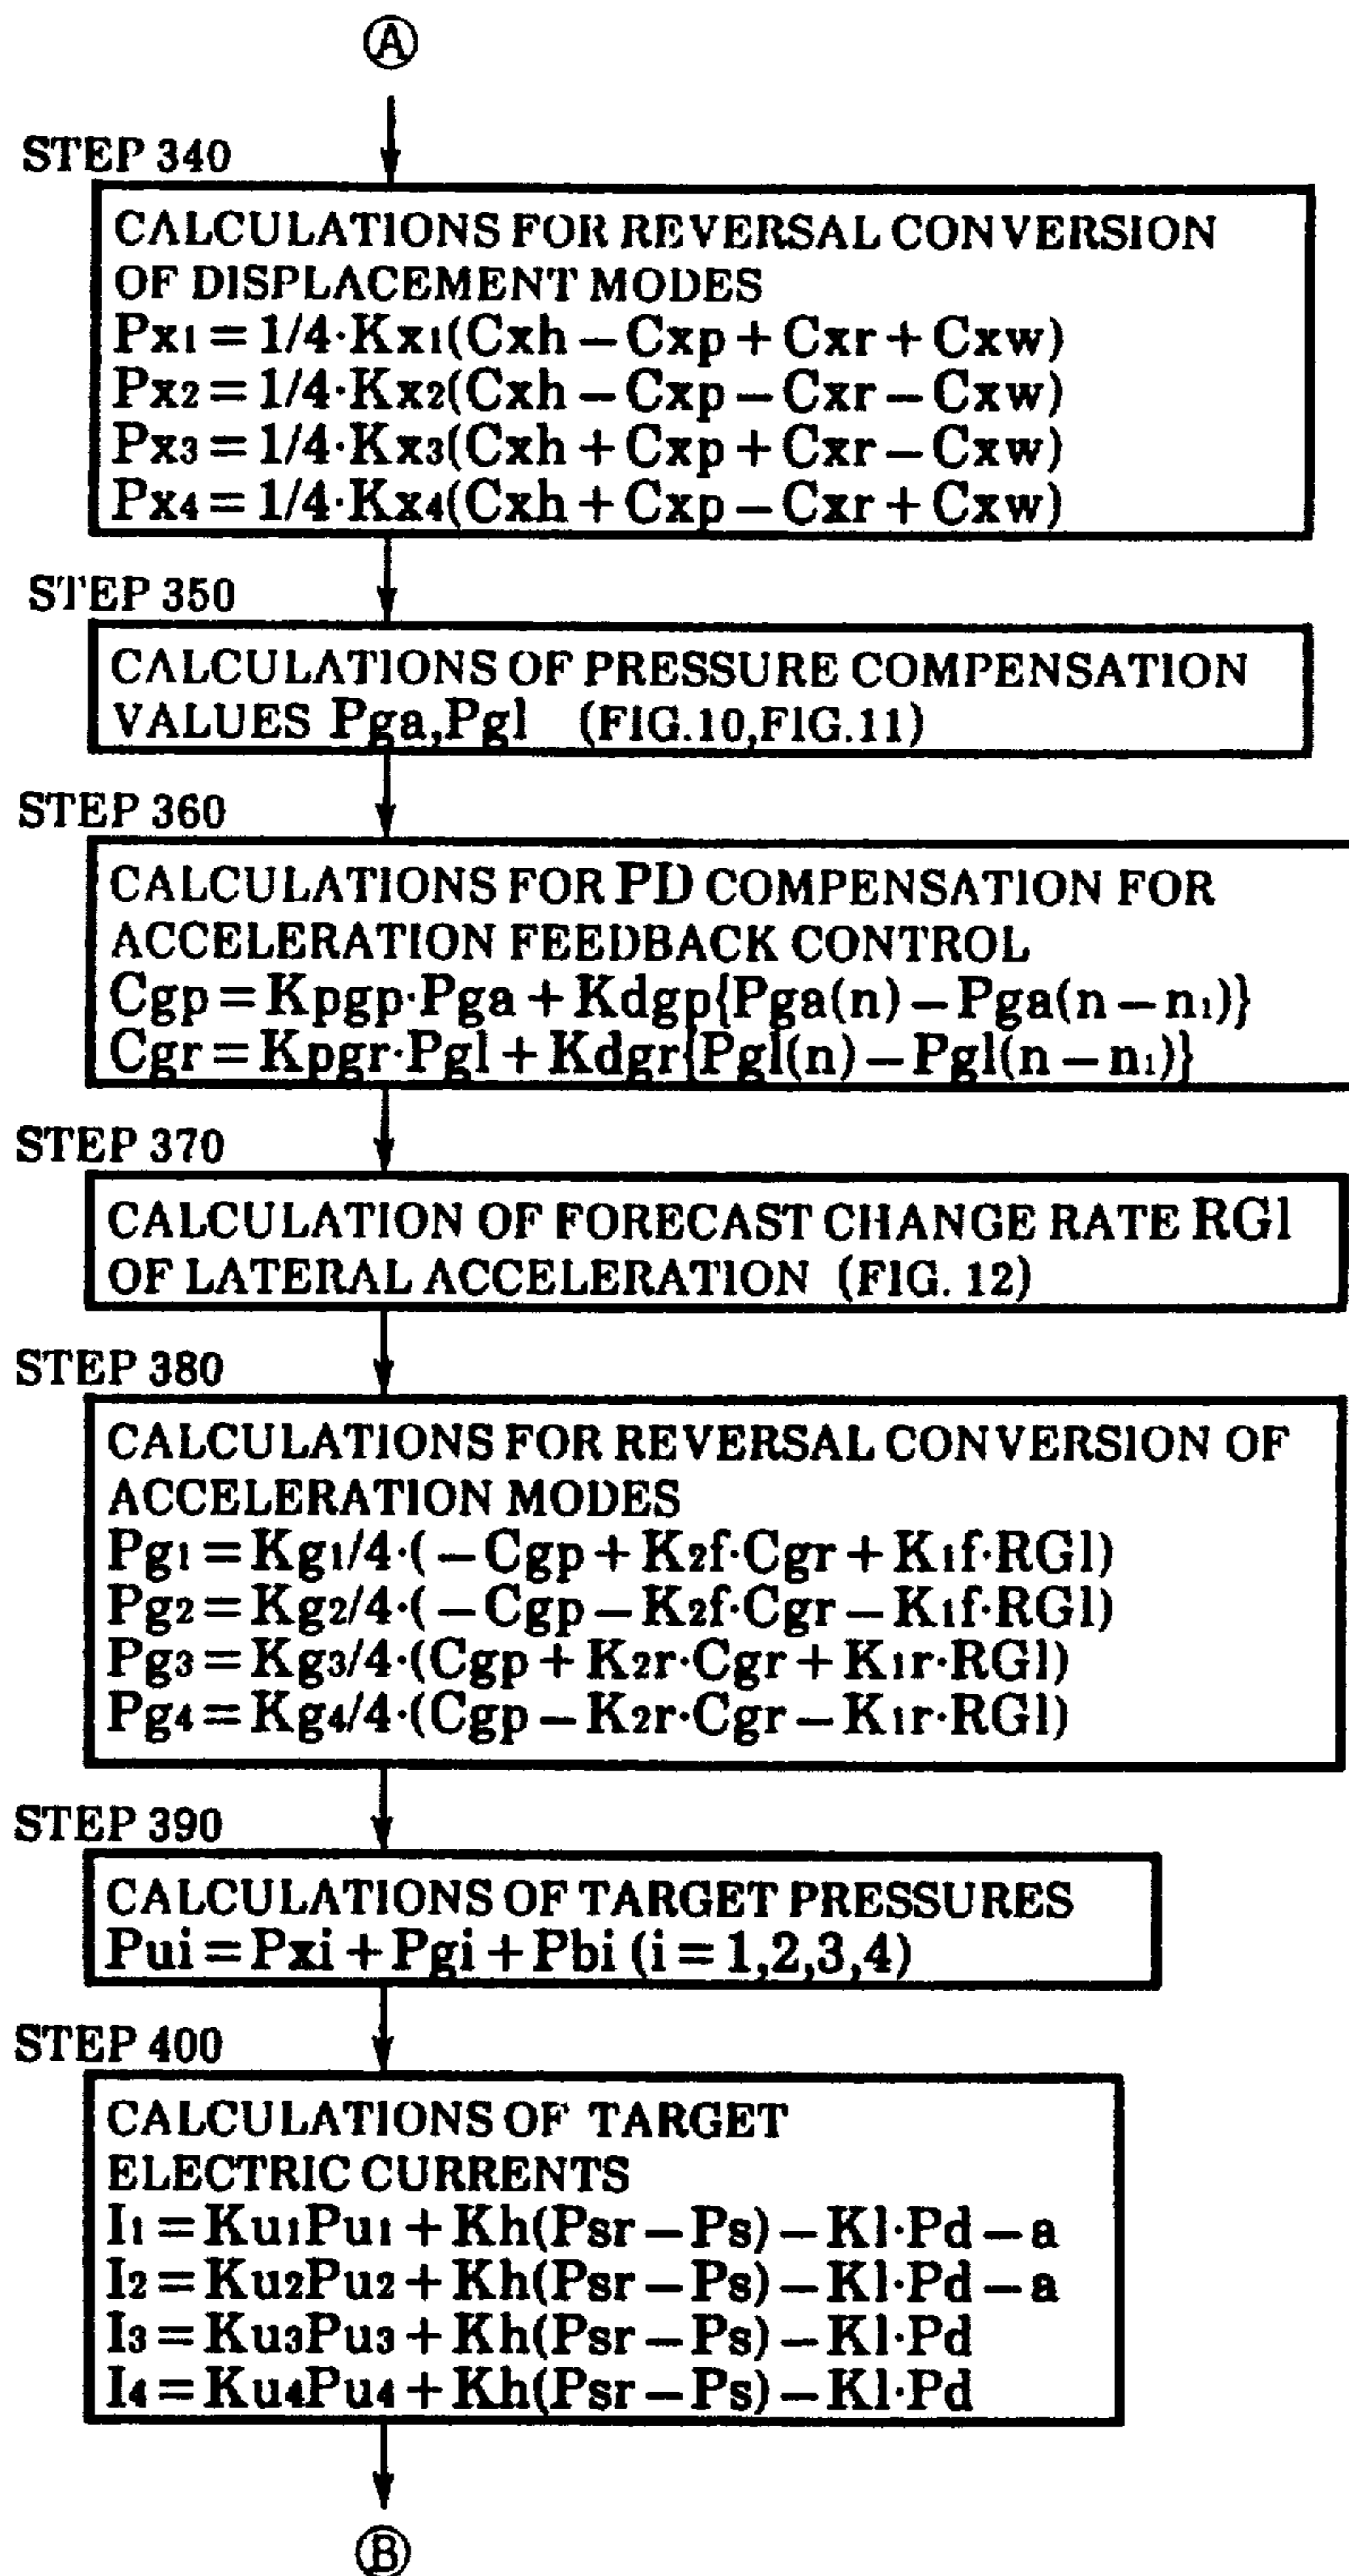 Ⓐ
STEP 340
CALCULATIONS FOR REVERSAL CONVERSION
OF DISPLACEMENT MODES
Px₁ = 1/4·Kx₁(Cxh − Cxp + Cxr + Cxw)
Px₂ = 1/4·Kx₂(Cxh − Cxp − Cxr − Cxw)
Px₃ = 1/4·Kx₃(Cxh + Cxp + Cxr − Cxw)
Px₄ = 1/4·Kx₄(Cxh + Cxp − Cxr + Cxw)
STEP 350
CALCULATIONS OF PRESSURE COMPENSATION
VALUES Pga,Pgl (FIG.10,FIG.11)
STEP 360
CALCULATIONS FOR PD COMPENSATION FOR
ACCELERATION FEEDBACK CONTROL
Cgp = Kpgp·Pga + Kdgp{Pga(n) − Pga(n − n₁)}
Cgr = Kpgr·Pgl + Kdgr{Pgl(n) − Pgl(n − n₁)}
STEP 370
CALCULATION OF FORECAST CHANGE RATE RGl
OF LATERAL ACCELERATION (FIG. 12)
STEP 380
CALCULATIONS FOR REVERSAL CONVERSION OF
ACCELERATION MODES
Pg₁ = Kg₁/4·( − Cgp + K₂f·Cgr + K₁f·RGl)
Pg₂ = Kg₂/4·( − Cgp − K₂f·Cgr − K₁f·RGl)
Pg₃ = Kg₃/4·(Cgp + K₂r·Cgr + K₁r·RGl)
Pg₄ = Kg₄/4·(Cgp − K₂r·Cgr − K₁r·RGl)
STEP 390
CALCULATIONS OF TARGET PRESSURES
Pui = Pxi + Pgi + Pbi (i = 1,2,3,4)
STEP 400
CALCULATIONS OF TARGET
ELECTRIC CURRENTS
I₁ = Ku₁Pu₁ + Kh(Psr − Ps) − Kl·Pd − a
I₂ = Ku₂Pu₂ + Kh(Psr − Ps) − Kl·Pd − a
I₃ = Ku₃Pu₃ + Kh(Psr − Ps) − Kl·Pd
I₄ = Ku₄Pu₄ + Kh(Psr − Ps) − Kl·Pd
Ⓑ